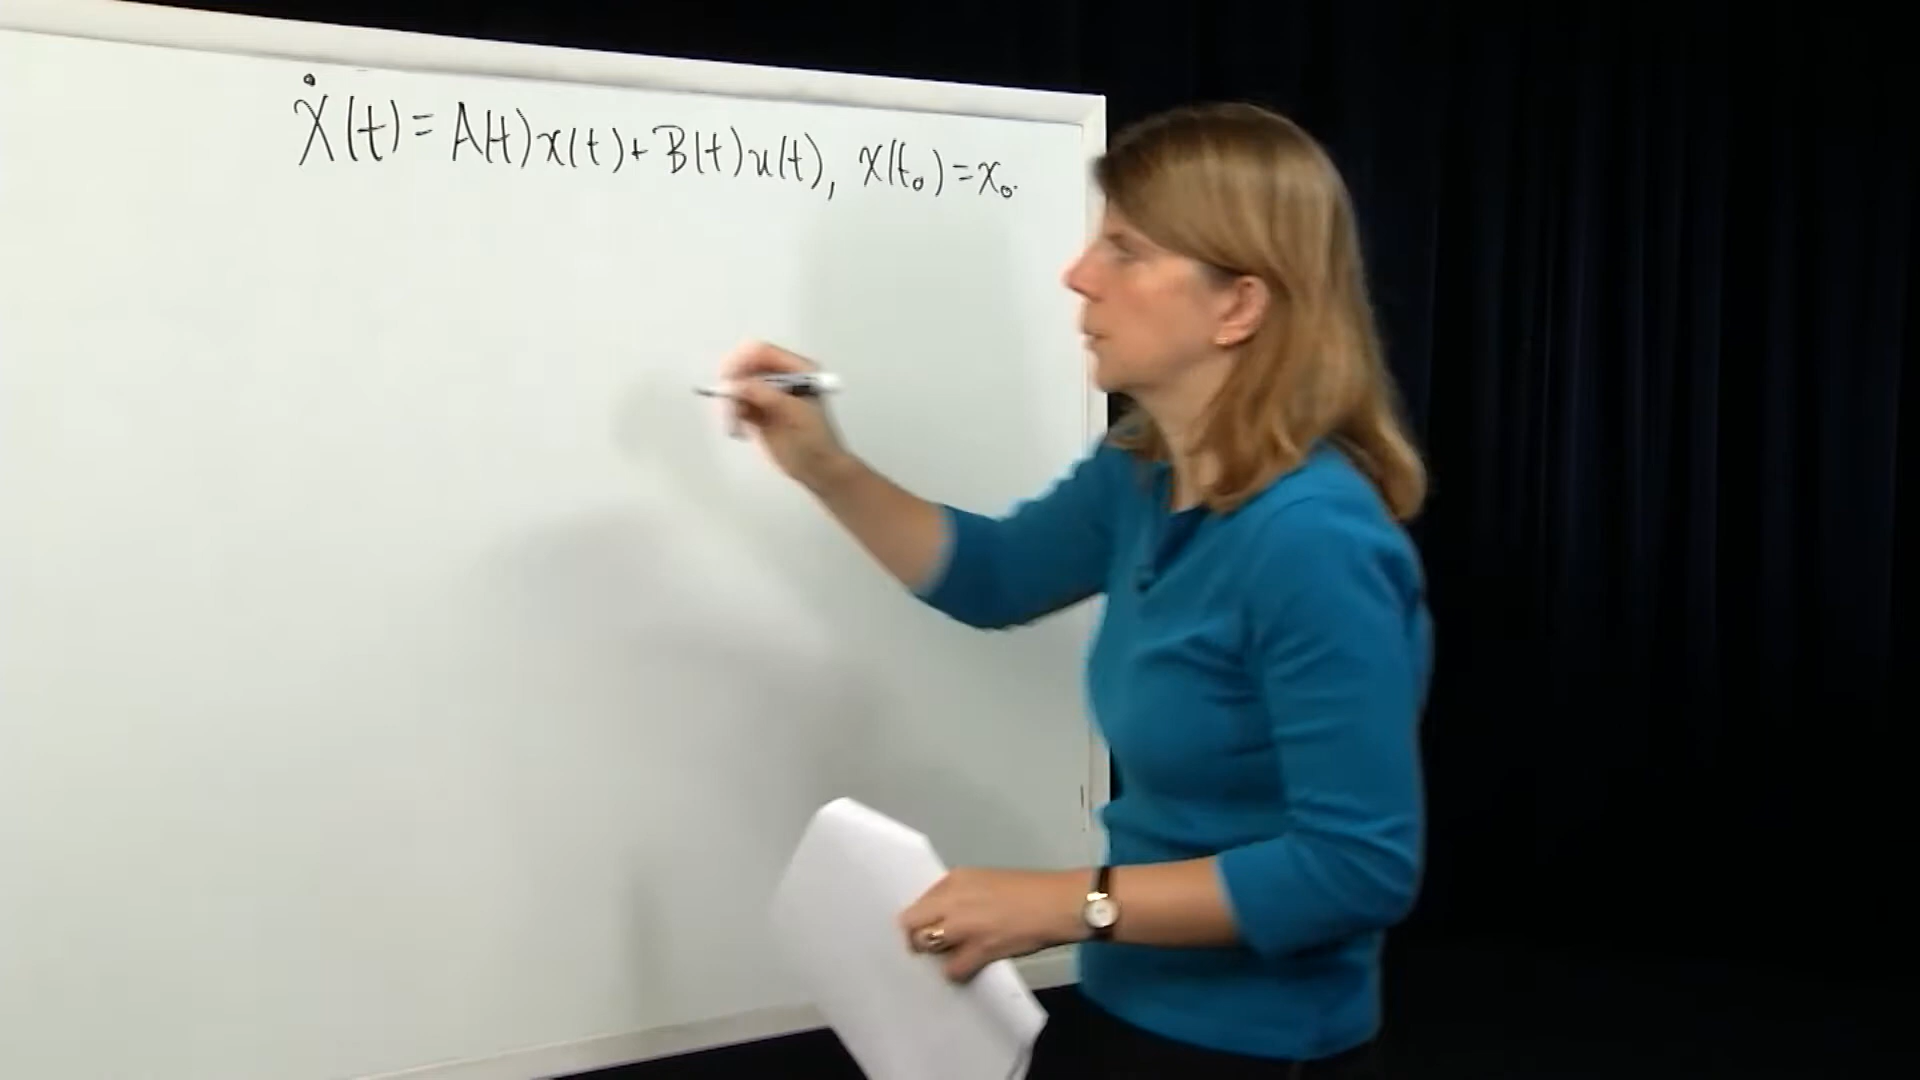 ẋ(t) = A(t)x(t) + B(t)u(t), x(t₀) = x₀.